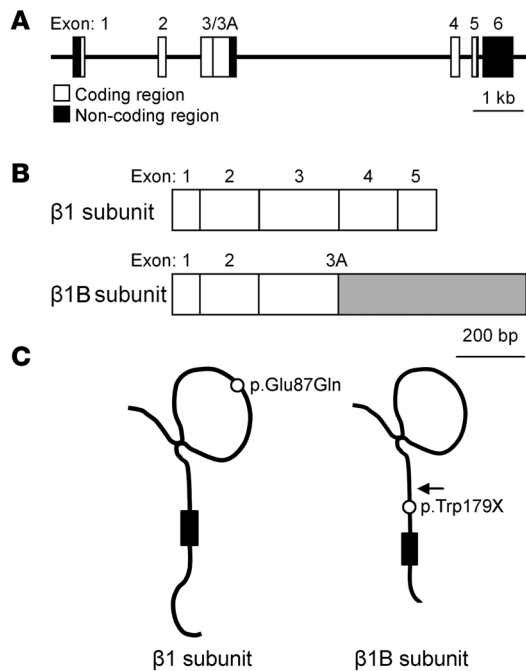 A
Exon: 1 2 3/3A 4 5 6
Coding region
Non-coding region
1 kb
B
Exon: 1 2 3 4 5
β1 subunit
Exon: 1 2 3A
β1B subunit
200 bp
C
p.Glu87Gln
p.Trp179X
β1 subunit β1B subunit